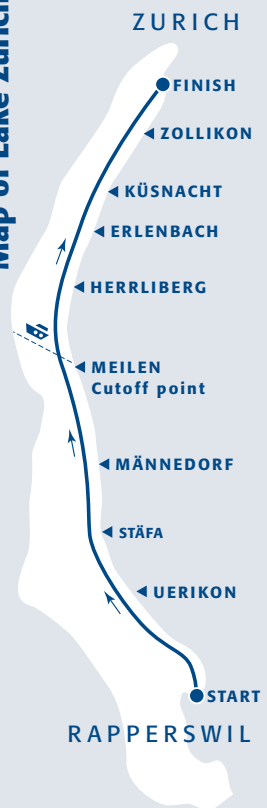 Map of Lake Zurich
ZURICH
FINISH
ZOLLIKON
KÜSNACHT
ERLENBACH
HERRLIBERG
MEILEN
Cutoff point
MÄNNEDORF
STÄFA
UERIKON
START
RAPPERSWIL